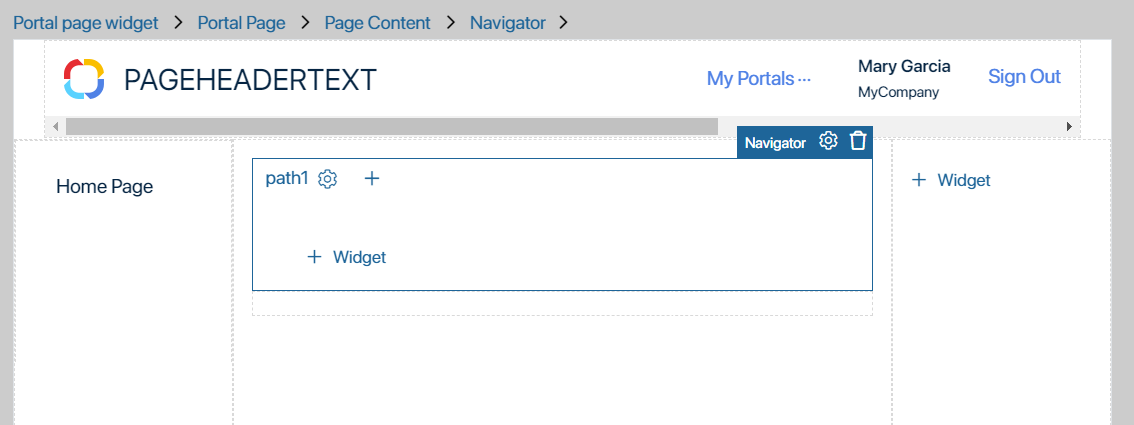 Portal page widget > Portal Page > Page Content > Navigator >
PAGEHEADERTEXT
My Portals ···
Mary Garcia
MyCompany
Sign Out
Navigator
Home Page
path1 +
+ Widget
+ Widget